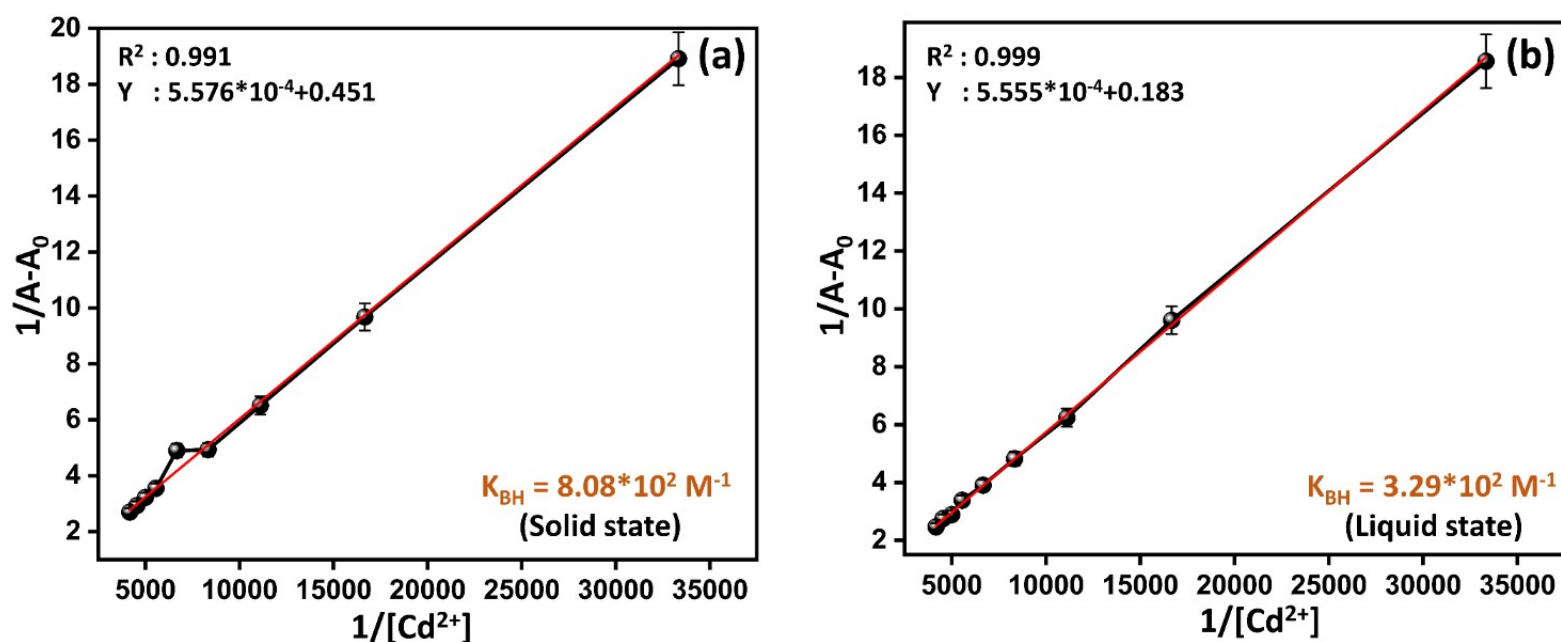 (a)
R² : 0.991
Y : 5.576*10⁻⁴+0.451
20
18
16
14
12
10
8
6
4
2
1/A-A₀
K_BH = 8.08*10² M⁻¹
(Solid state)
5000 10000 15000 20000 25000 30000 35000
1/[Cd²⁺]
(b)
R² : 0.999
Y : 5.555*10⁻⁴+0.183
18
16
14
12
10
8
6
4
2
1/A-A₀
K_BH = 3.29*10² M⁻¹
(Liquid state)
5000 10000 15000 20000 25000 30000 35000
1/[Cd²⁺]